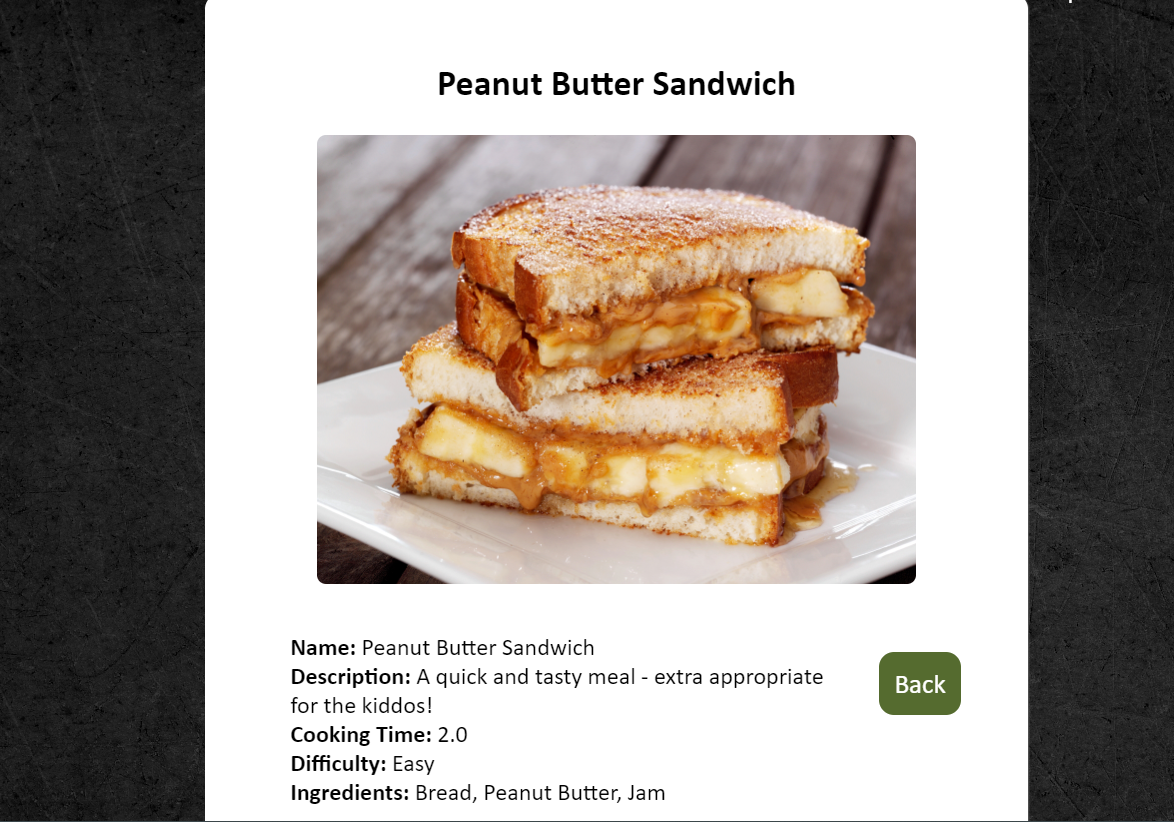 Peanut Butter Sandwich
Name: Peanut Butter Sandwich
Description: A quick and tasty meal - extra appropriate
for the kiddos!
Back
Cooking Time: 2.0
Difficulty: Easy
Ingredients: Bread, Peanut Butter, Jam